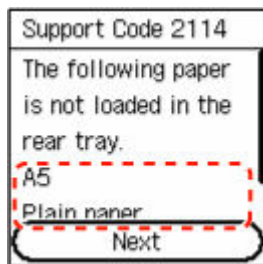 Support Code 2114
The following paper
is not loaded in the
rear tray.
A5
Plain paper
Next